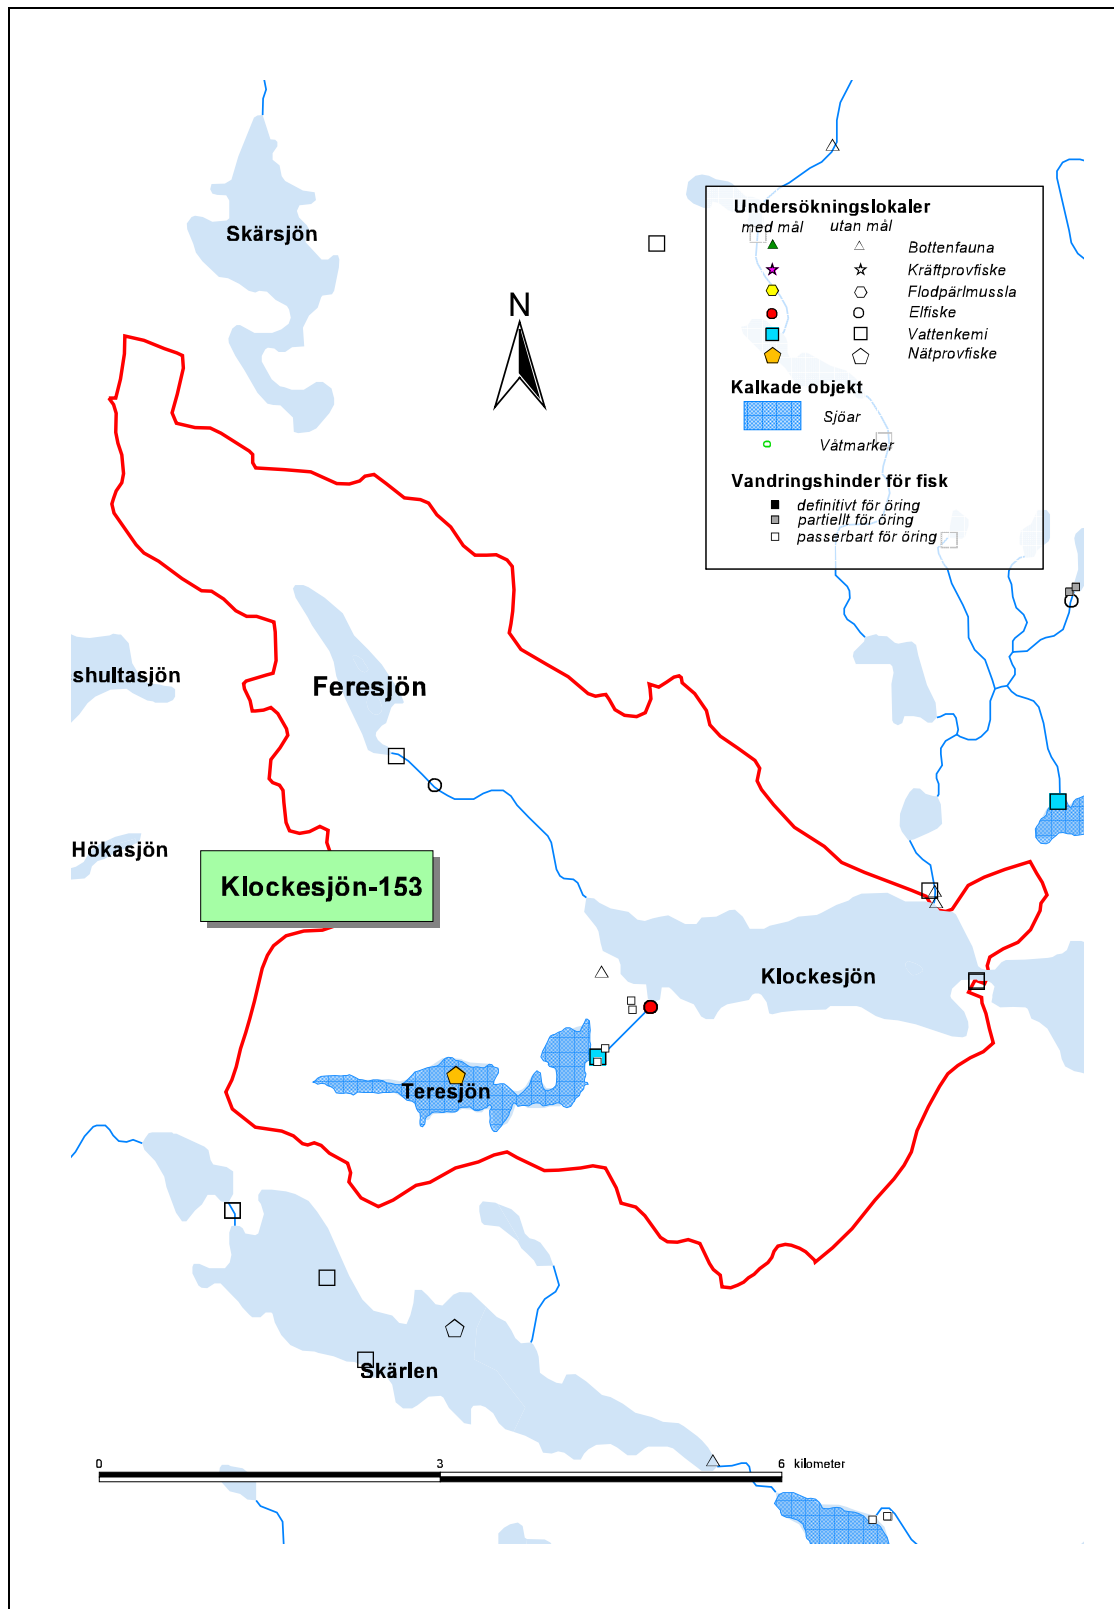 Skärsjön
N
Undersökningslokaler
med mål utan mål
Bottenfauna
Kräftprovfiske
Flodpärlmussla
Elfiske
Vattenkemi
Nätprovfiske
Kalkade objekt
Sjöar
Våtmarker
Vandringshinder för fisk
definitivt för öring
partiellt för öring
passerbart för öring
shultasjön
Feresjön
Hökasjön
Klockesjön-153
Klockesjön
Teresjön
Skärlen
0 3 6 kilometer